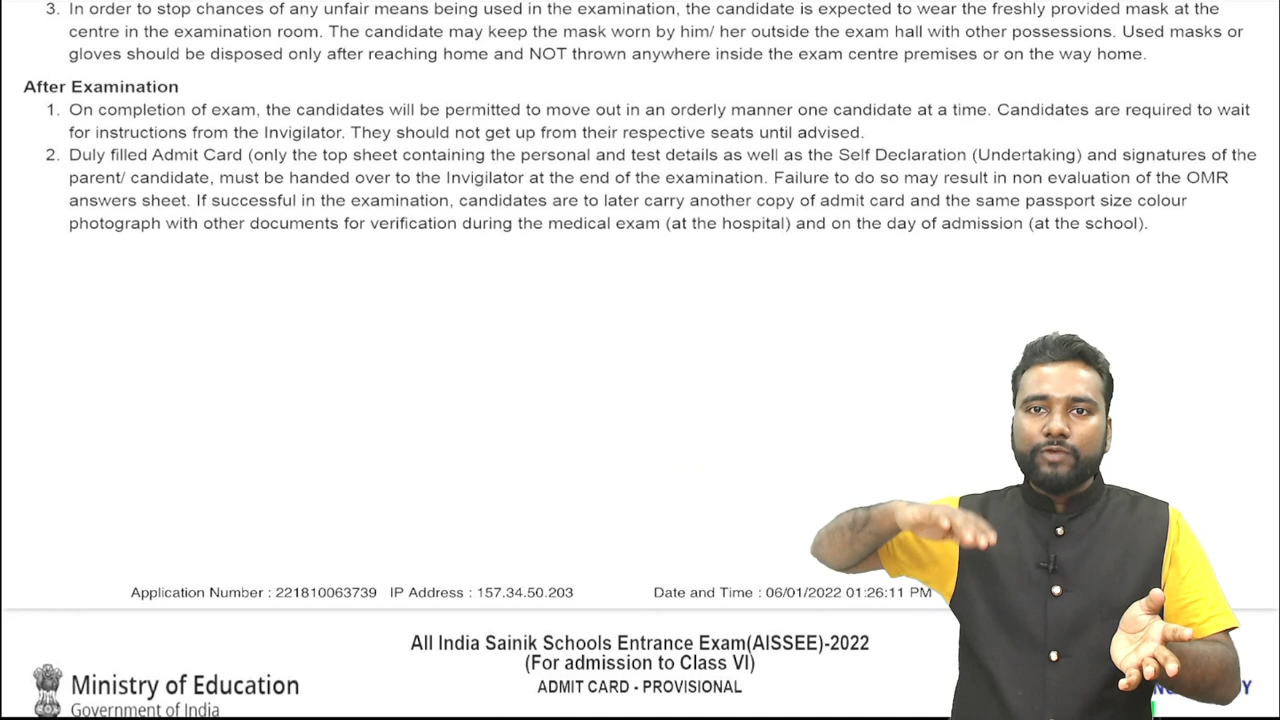 3. In order to stop chances of any unfair means being used in the examination, the candidate is expected to wear the freshly provided mask at the
centre in the examination room. The candidate may keep the mask worn by him/ her outside the exam hall with other possessions. Used masks or
gloves should be disposed only after reaching home and NOT thrown anywhere inside the exam centre premises or on the way home.
After Examination
1. On completion of exam, the candidates will be permitted to move out in an orderly manner one candidate at a time. Candidates are required to wait
for instructions from the Invigilator. They should not get up from their respective seats until advised.
2. Duly filled Admit Card (only the top sheet containing the personal and test details as well as the Self Declaration (Undertaking) and signatures of the
parent/ candidate, must be handed over to the Invigilator at the end of the examination. Failure to do so may result in non evaluation of the OMR
answers sheet. If successful in the examination, candidates are to later carry another copy of admit card and the same passport size colour
photograph with other documents for verification during the medical exam (at the hospital) and on the day of admission (at the school).
Application Number : 221810063739 IP Address : 157.34.50.203 Date and Time : 06/01/2022 01:26:11 PM
All India Sainik Schools Entrance Exam(AISSEE)-2022
(For admission to Class VI)
ADMIT CARD - PROVISIONAL
Ministry of Education
Government of India